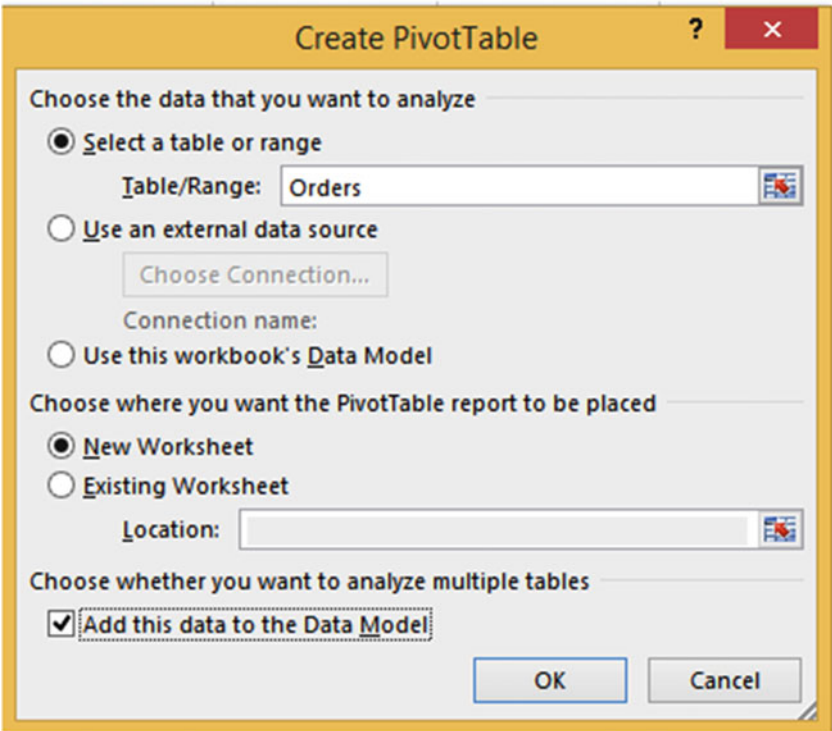 Create PivotTable
?
Choose the data that you want to analyze
Select a table or range
Table/Range: Orders
Use an external data source
Choose Connection...
Connection name:
Use this workbook's Data Model
Choose where you want the PivotTable report to be placed
New Worksheet
Existing Worksheet
Location:
Choose whether you want to analyze multiple tables
Add this data to the Data Model
OK Cancel